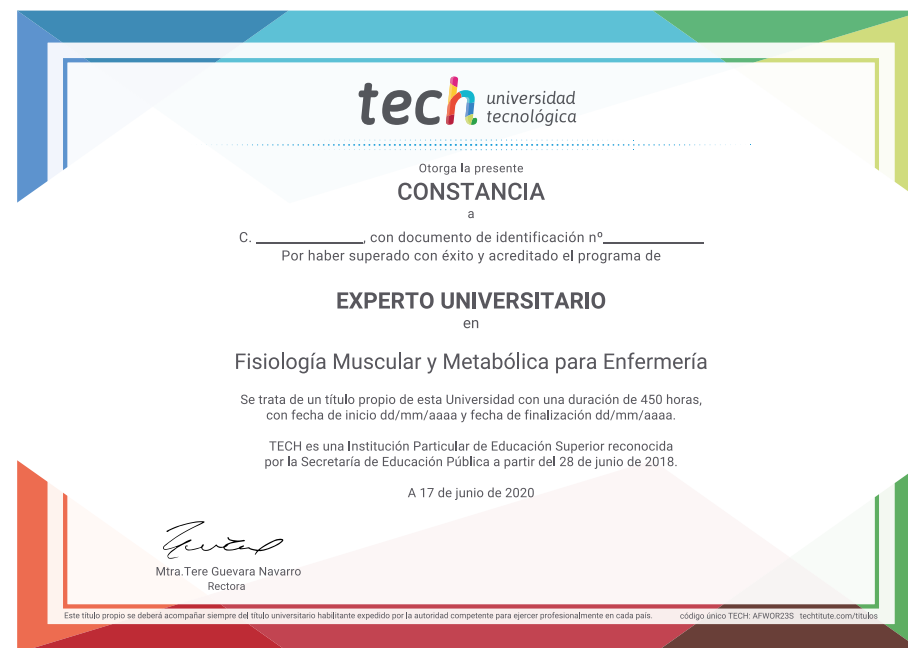 tech universidad
tecnológica
Otorga la presente
CONSTANCIA
a
C. ______________, con documento de identificación nº______________
Por haber superado con éxito y acreditado el programa de
EXPERTO UNIVERSITARIO
en
Fisiología Muscular y Metabólica para Enfermería
Se trata de un título propio de esta Universidad con una duración de 450 horas,
con fecha de inicio dd/mm/aaaa y fecha de finalización dd/mm/aaaa.
TECH es una Institución Particular de Educación Superior reconocida
por la Secretaría de Educación Pública a partir del 28 de junio de 2018.
A 17 de junio de 2020
Mtra.Tere Guevara Navarro
Rectora
Este título propio se deberá acompañar siempre del título universitario habilitante expedido por la autoridad competente para ejercer profesionalmente en cada país. código único TECH: AFWOR23S techtitute.com/titulos